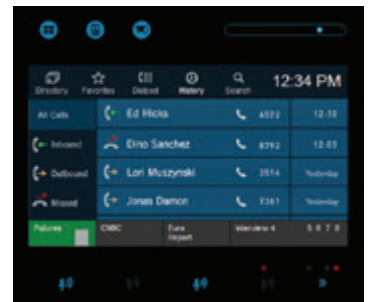 Directory Favorites Dialpad History Search 12:34 PM
All Calls Ed Hicks 6572 12:10
Inbound Dino Sanchez 8792 12:03
Outbound Lori Muszynski 3514 Yesterday
Missed Jonas Damon 7361 Yesterday
CNBC Euro Report Interview 4 5 6 7 8